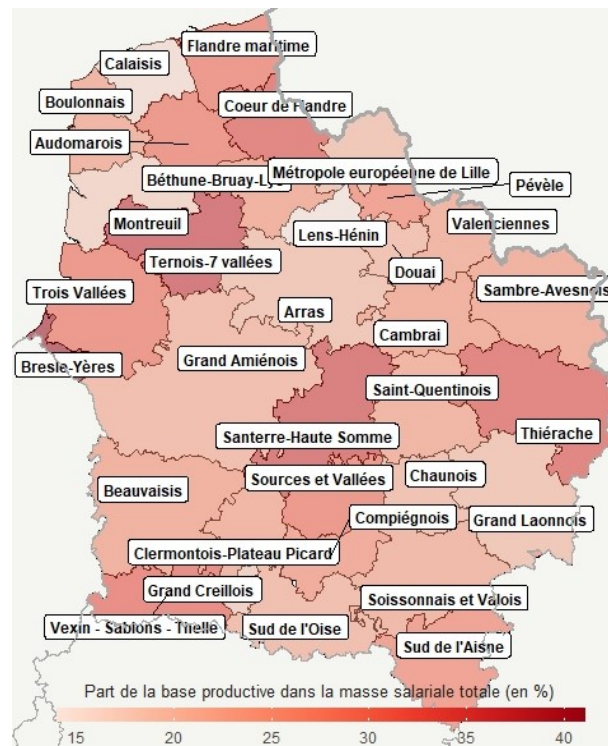 Flandre maritime
Calaisis
Boulonnais
Coeur de Flandre
Audomarois
Métropole européenne de Lille
Béthune-Bruay-Lys
Pévèle
Montreuil
Lens-Hénin
Valenciennes
Ternois-7 vallées
Douai
Trois Vallées
Sambre-Avesnois
Arras
Cambrai
Bresle-Yères
Grand Amiénois
Saint-Quentinois
Santerre-Haute Somme
Thiérache
Sources et Vallées
Chaunois
Beauvaisis
Compiégnois
Grand Laonnois
Clermontois-Plateau Picard
Grand Creillois
Soissonnais et Valois
Vexin - Sablons - Thelle
Sud de l'Oise
Sud de l'Aisne
Part de la base productive dans la masse salariale totale (en %)
15 20 25 30 35 40